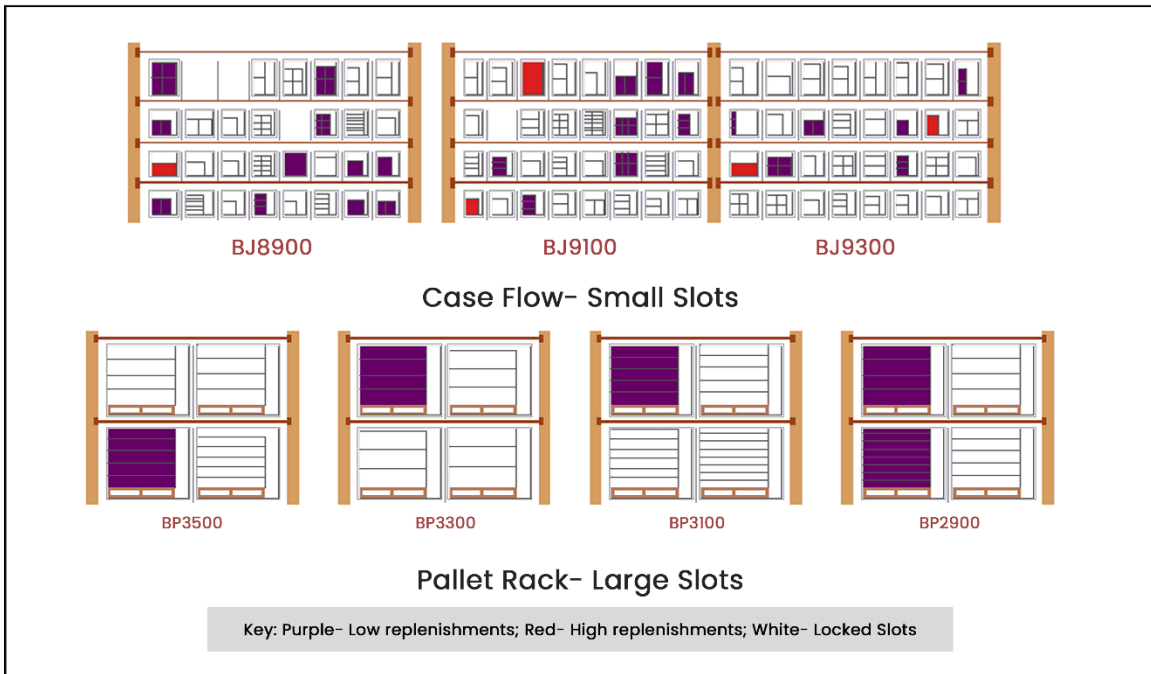 BJ8900
BJ9100
BJ9300
Case Flow- Small Slots
BP3500
BP3300
BP3100
BP2900
Pallet Rack- Large Slots
Key: Purple- Low replenishments; Red- High replenishments; White- Locked Slots